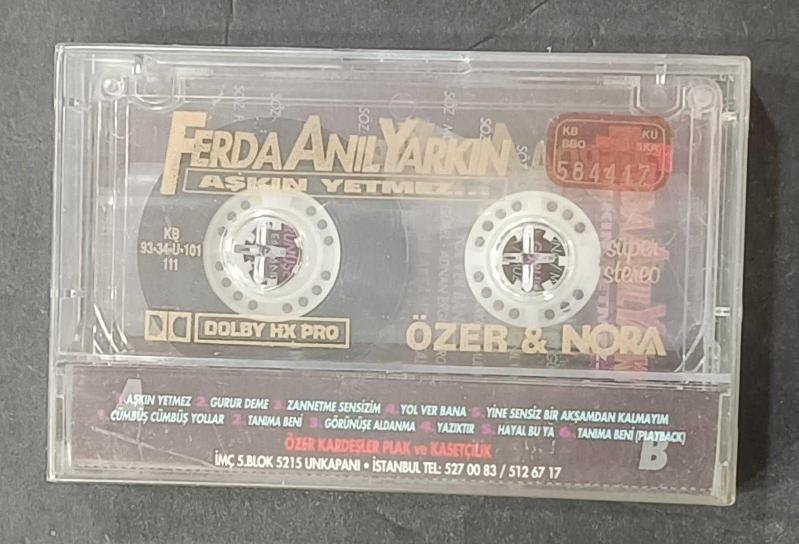 FERDA ANIL YARKIN
AŞKIN YETMEZ...
KB BBO KÜ
584417
KB
93-34-Ü-101
111
süper
stereo
DOLBY HX PRO
ÖZER & NORA
A
1. AŞKIN YETMEZ 2. GURUR DEME 3. ZANNETME SENSİZİM 4. YOL VER BANA 5. YİNE SENSİZ BİR AKŞAMDAN KALMAYIM
1. CÜMBÜŞ CÜMBÜŞ YOLLAR 2. TANIMA BENİ 3. GÖRÜNÜŞE ALDANMA 4. YAZIKTIR 5. HAYAL BU YA 6. TANIMA BENİ (PLAYBACK)
B
ÖZER KARDEŞLER PLAK ve KASETÇİLİK
İMÇ 5.BLOK 5215 UNKAPANI • İSTANBUL TEL: 527 00 83 / 512 67 17